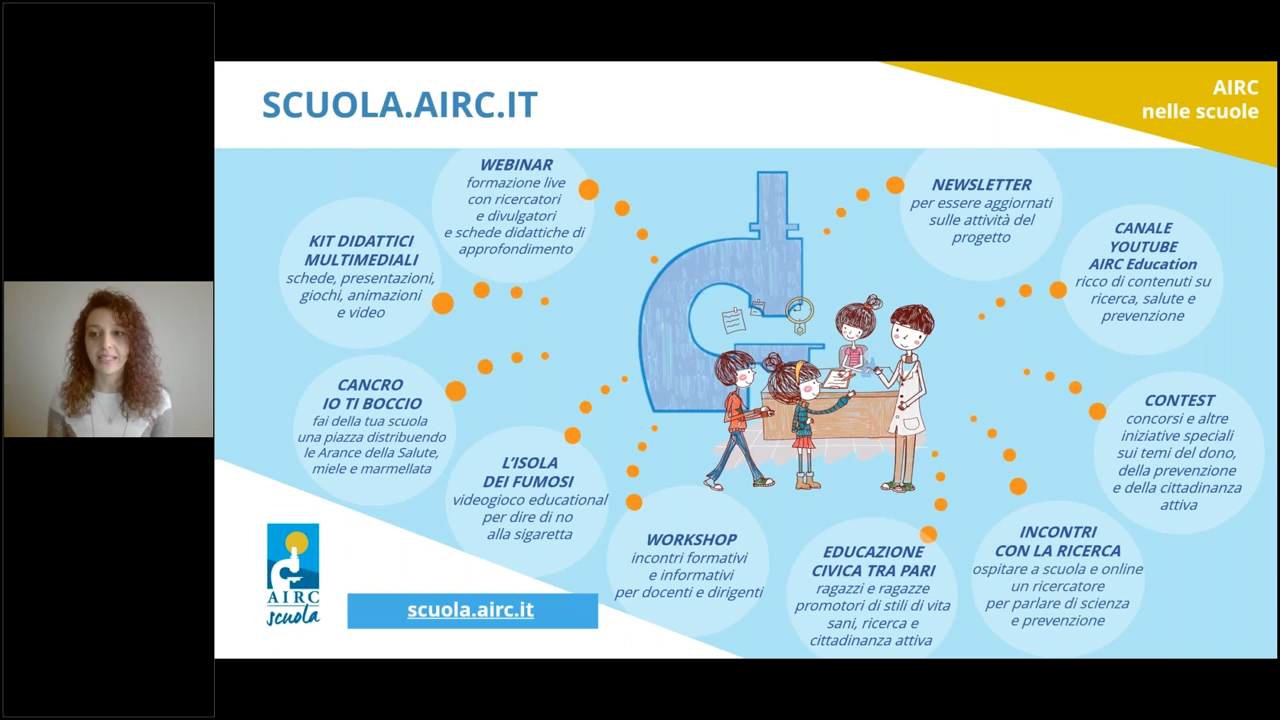 SCUOLA.AIRC.IT
AIRC
nelle scuole
WEBINAR
formazione live
con ricercatori
e divulgatori
e schede didattiche di
approfondimento
NEWSLETTER
per essere aggiornati
sulle attività del
progetto
KIT DIDATTICI
MULTIMEDIALI
schede, presentazioni,
giochi, animazioni
e video
CANALE
YOUTUBE
AIRC Education
ricco di contenuti su
ricerca, salute e
prevenzione
CANCRO
IO TI BOCCIO
fai della tua scuola
una piazza distribuendo
le Arance della Salute,
miele e marmellata
CONTEST
concorsi e altre
iniziative speciali
sui temi del dono,
della prevenzione
e della cittadinanza
attiva
L'ISOLA
DEI FUMOSI
videogioco educational
per dire di no
alla sigaretta
WORKSHOP
incontri formativi
e informativi
per docenti e dirigenti
EDUCAZIONE
CIVICA TRA PARI
ragazzi e ragazze
promotori di stili di vita
sani, ricerca e
cittadinanza attiva
INCONTRI
CON LA RICERCA
ospitare a scuola e online
un ricercatore
per parlare di scienza
e prevenzione
AIRC
scuola
scuola.airc.it